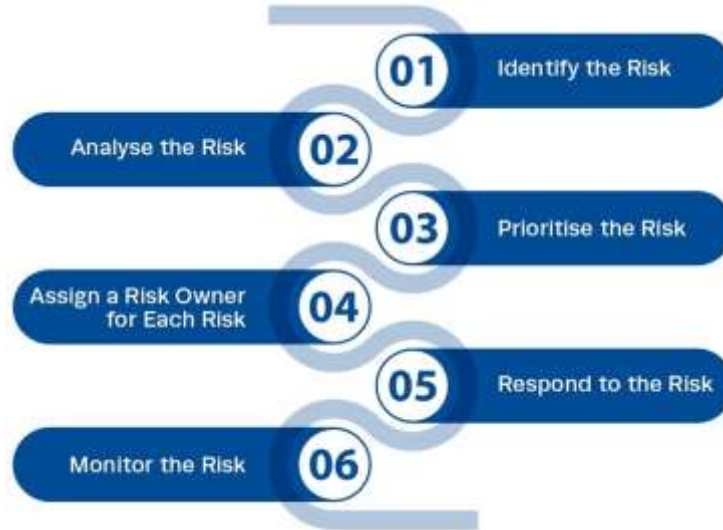 01
Identify the Risk
Analyse the Risk
02
03
Prioritise the Risk
Assign a Risk Owner
for Each Risk
04
05
Respond to the Risk
Monitor the Risk
06